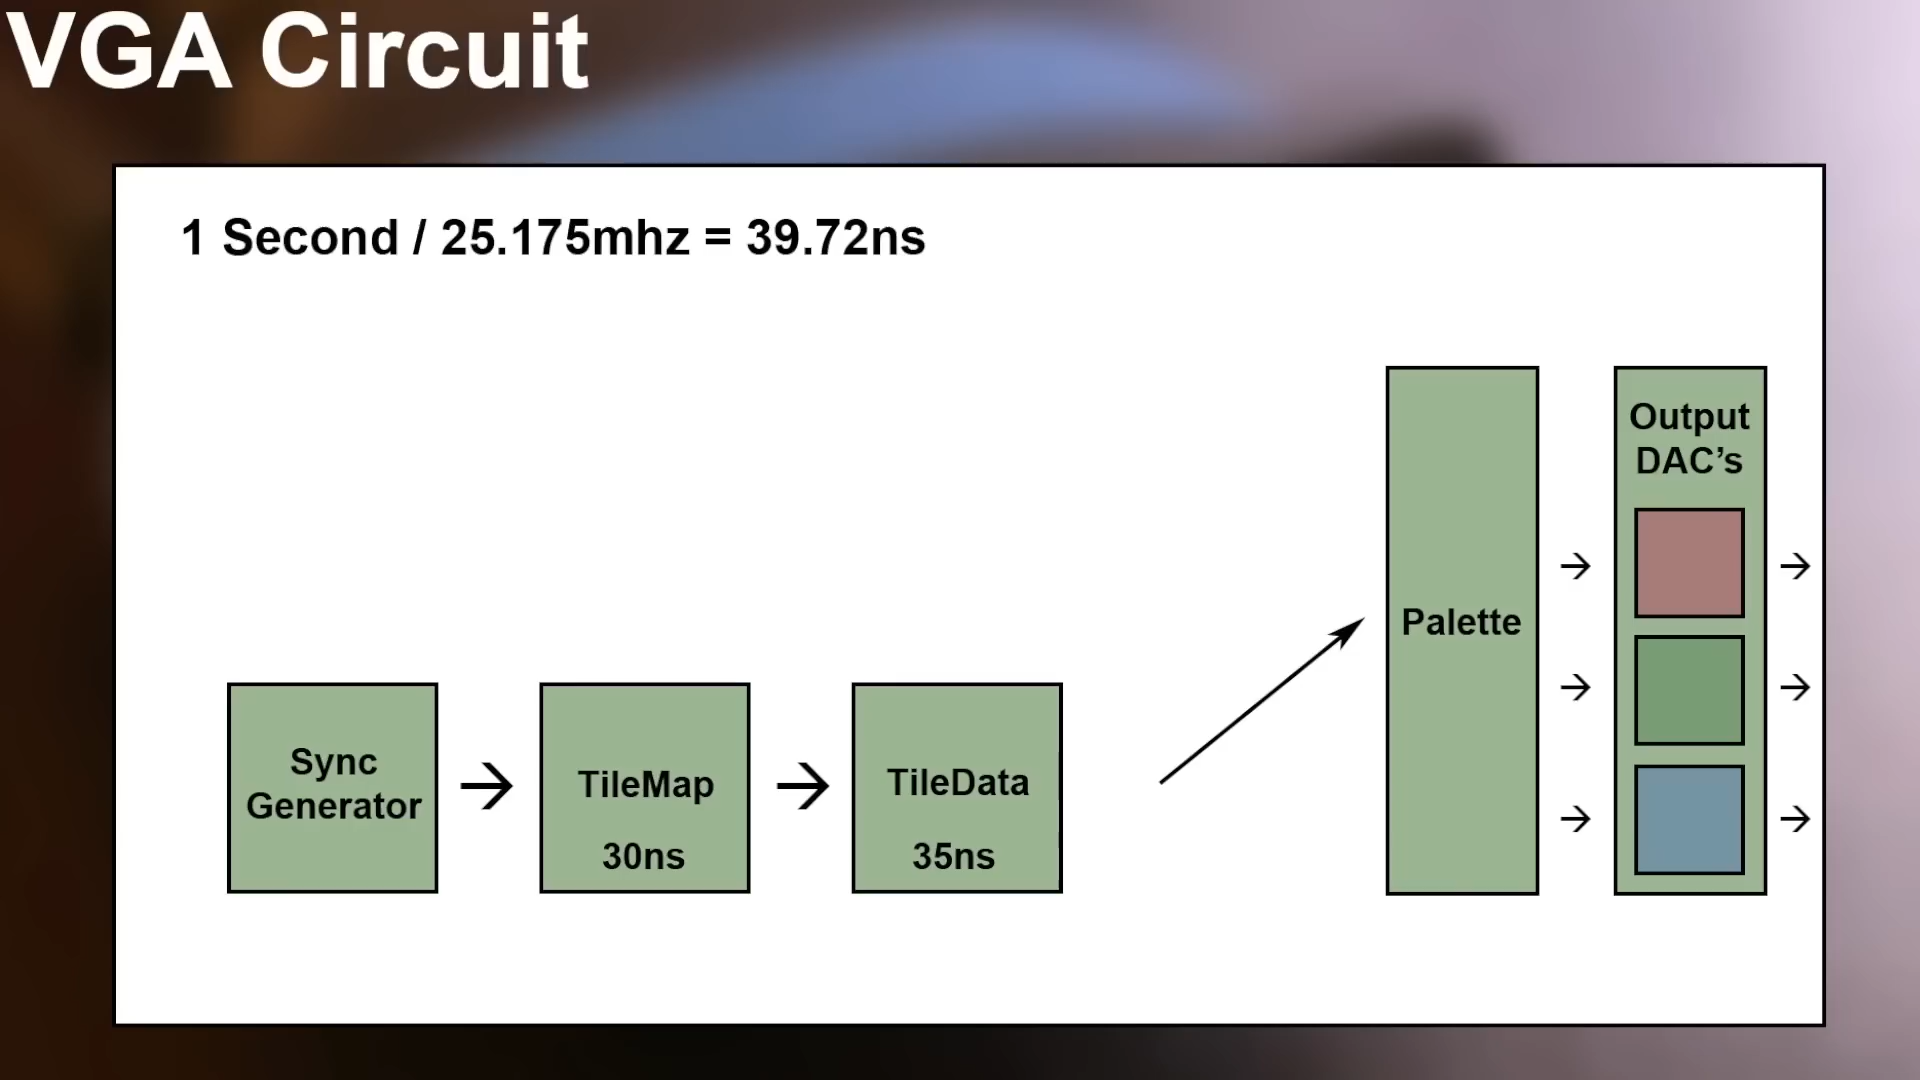 VGA Circuit
1 Second / 25.175mhz = 39.72ns
Output
DAC's
Palette
Sync
Generator
TileMap
30ns
TileData
35ns